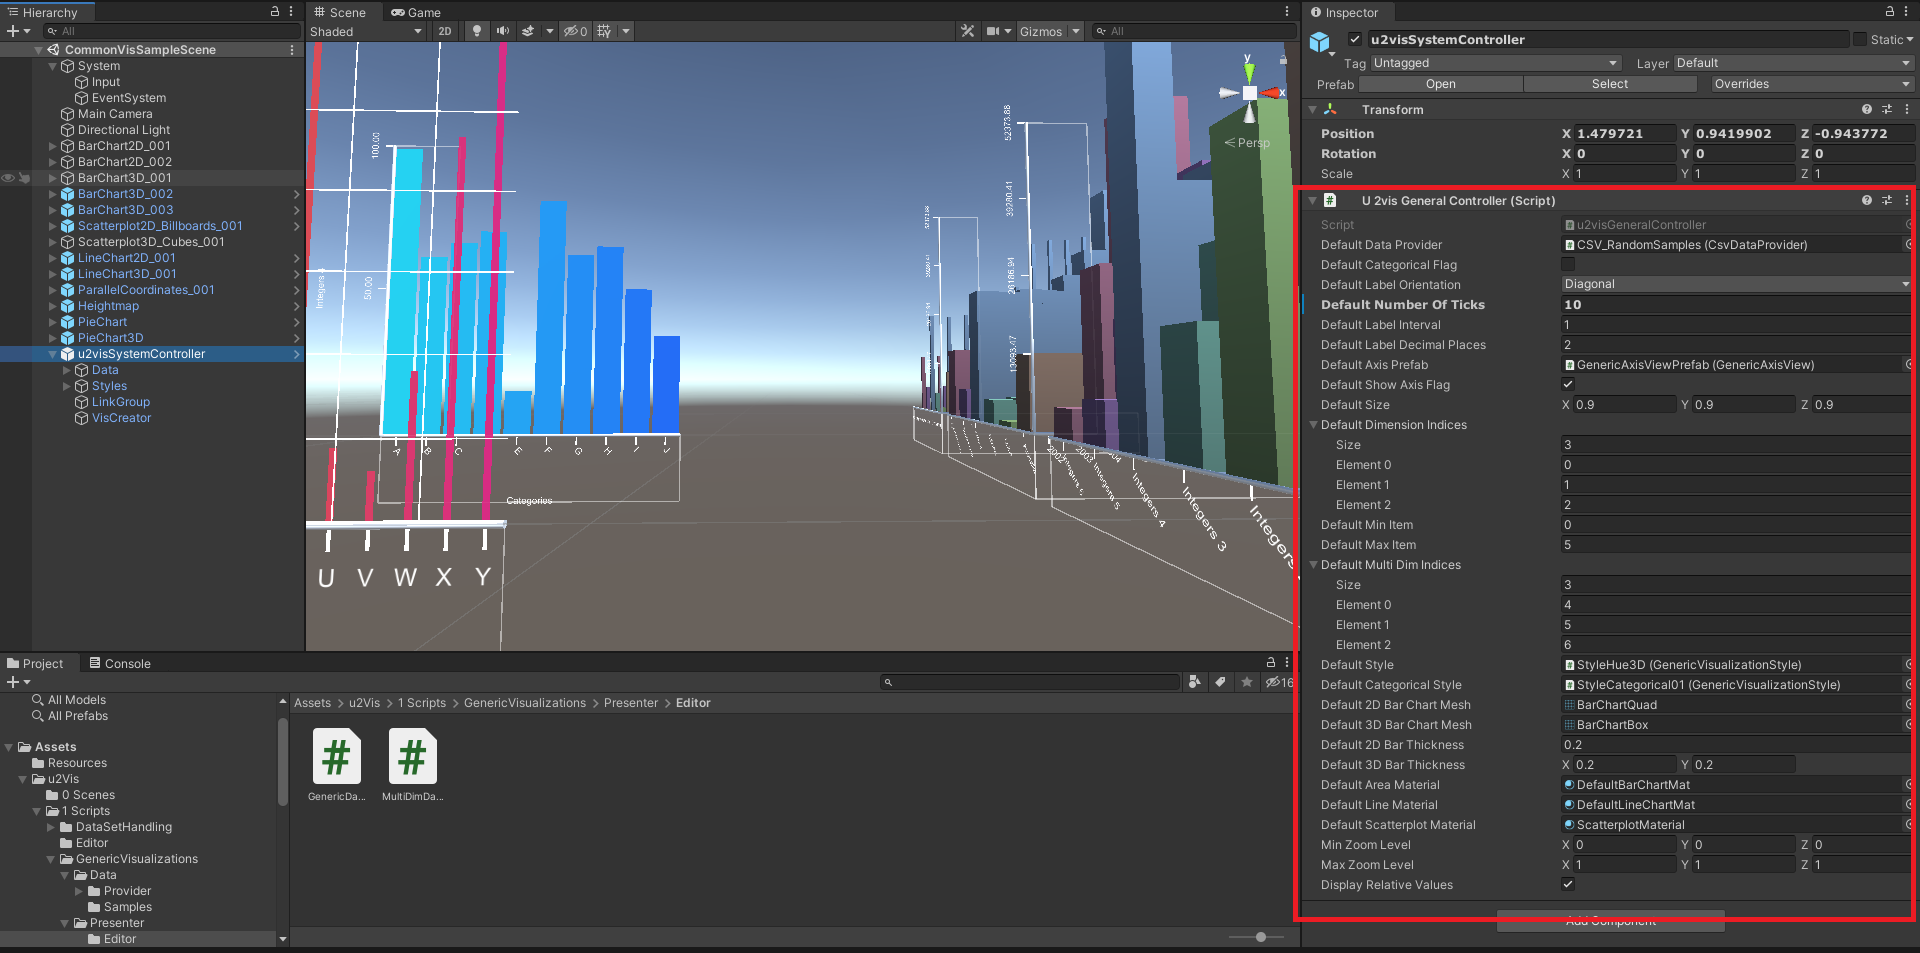 Hierarchy
All
CommonVisSampleScene
System
Input
EventSystem
Main Camera
Directional Light
BarChart2D_001
BarChart2D_002
BarChart3D_001
BarChart3D_002
BarChart3D_003
Scatterplot2D_Billboards_001
Scatterplot3D_Cubes_001
LineChart2D_001
LineChart3D_001
ParallelCoordinates_001
Heightmap
PieChart
PieChart3D
u2visSystemController
Data
Styles
LinkGroup
VisCreator
Scene Game
Shaded 2D 0 Gizmos All
100.00
50.00
Integers
A B C E F G H I J
Categories
U V W X Y
y
x
Persp
52373.88
39280.41
26186.94
13093.47
2002 2003
Integers 5
Integers 4
Integers 3
Integers
Project Console
16
All Models
All Prefabs
Assets
Resources
u2Vis
0 Scenes
1 Scripts
DataSetHandling
Editor
GenericVisualizations
Data
Provider
Samples
Presenter
Editor
Assets > u2Vis > 1 Scripts > GenericVisualizations > Presenter > Editor
GenericDa... MultiDimDa...
Inspector
u2visSystemController Static
Tag Untagged Layer Default
Prefab Open Select Overrides
Transform
Position X 1.479721 Y 0.9419902 Z -0.943772
Rotation X 0 Y 0 Z 0
Scale X 1 Y 1 Z 1
U 2vis General Controller (Script)
Script u2visGeneralController
Default Data Provider CSV_RandomSamples (CsvDataProvider)
Default Categorical Flag
Default Label Orientation Diagonal
Default Number Of Ticks 10
Default Label Interval 1
Default Label Decimal Places 2
Default Axis Prefab GenericAxisViewPrefab (GenericAxisView)
Default Show Axis Flag
Default Size X 0.9 Y 0.9 Z 0.9
Default Dimension Indices
Size 3
Element 0 0
Element 1 1
Element 2 2
Default Min Item 0
Default Max Item 5
Default Multi Dim Indices
Size 3
Element 0 4
Element 1 5
Element 2 6
Default Style StyleHue3D (GenericVisualizationStyle)
Default Categorical Style StyleCategorical01 (GenericVisualizationStyle)
Default 2D Bar Chart Mesh BarChartQuad
Default 3D Bar Chart Mesh BarChartBox
Default 2D Bar Thickness 0.2
Default 3D Bar Thickness X 0.2 Y 0.2
Default Area Material DefaultBarChartMat
Default Line Material DefaultLineChartMat
Default Scatterplot Material ScatterplotMaterial
Min Zoom Level X 0 Y 0 Z 0
Max Zoom Level X 1 Y 1 Z 1
Display Relative Values
Add Component